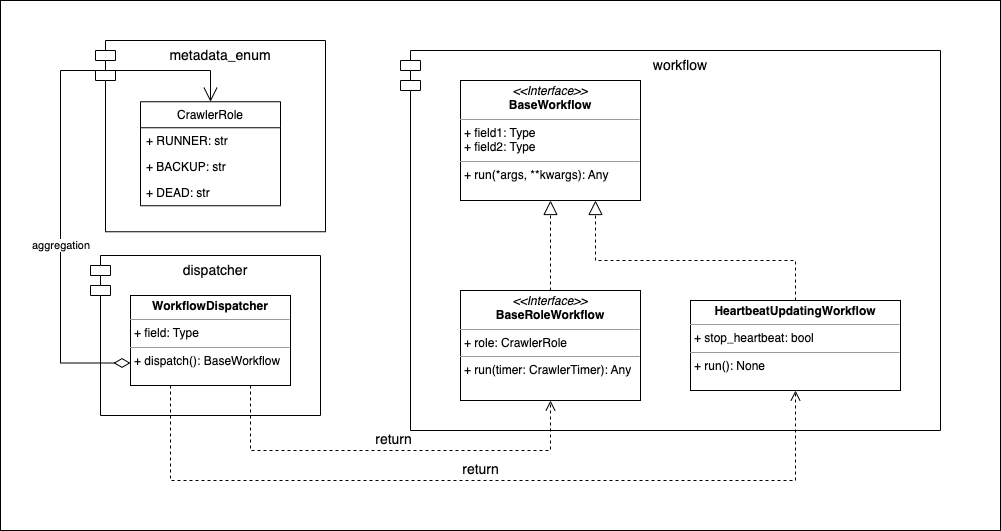 metadata_enum
CrawlerRole
+ RUNNER: str
+ BACKUP: str
+ DEAD: str
aggregation
dispatcher
WorkflowDispatcher
+ field: Type
+ dispatch(): BaseWorkflow
workflow
<<Interface>>
BaseWorkflow
+ field1: Type
+ field2: Type
+ run(*args, **kwargs): Any
<<Interface>>
BaseRoleWorkflow
+ role: CrawlerRole
+ run(timer: CrawlerTimer): Any
HeartbeatUpdatingWorkflow
+ stop_heartbeat: bool
+ run(): None
return
return